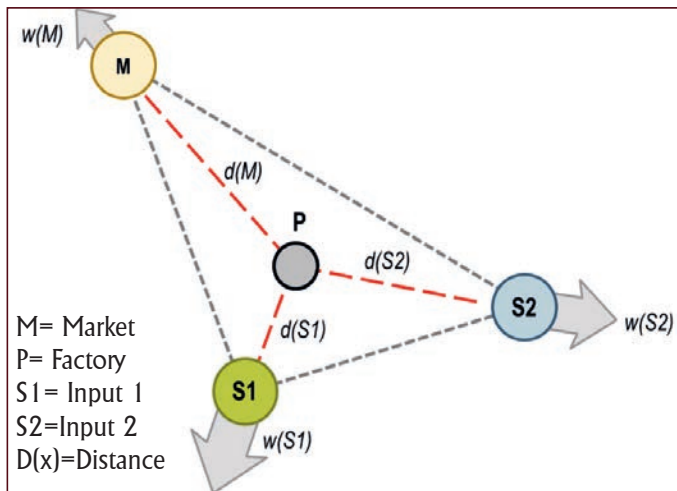 w(M)
M
d(M)
P
d(S2)
S2
w(S2)
d(S1)
S1
w(S1)
M= Market
P= Factory
S1= Input 1
S2=Input 2
D(x)=Distance